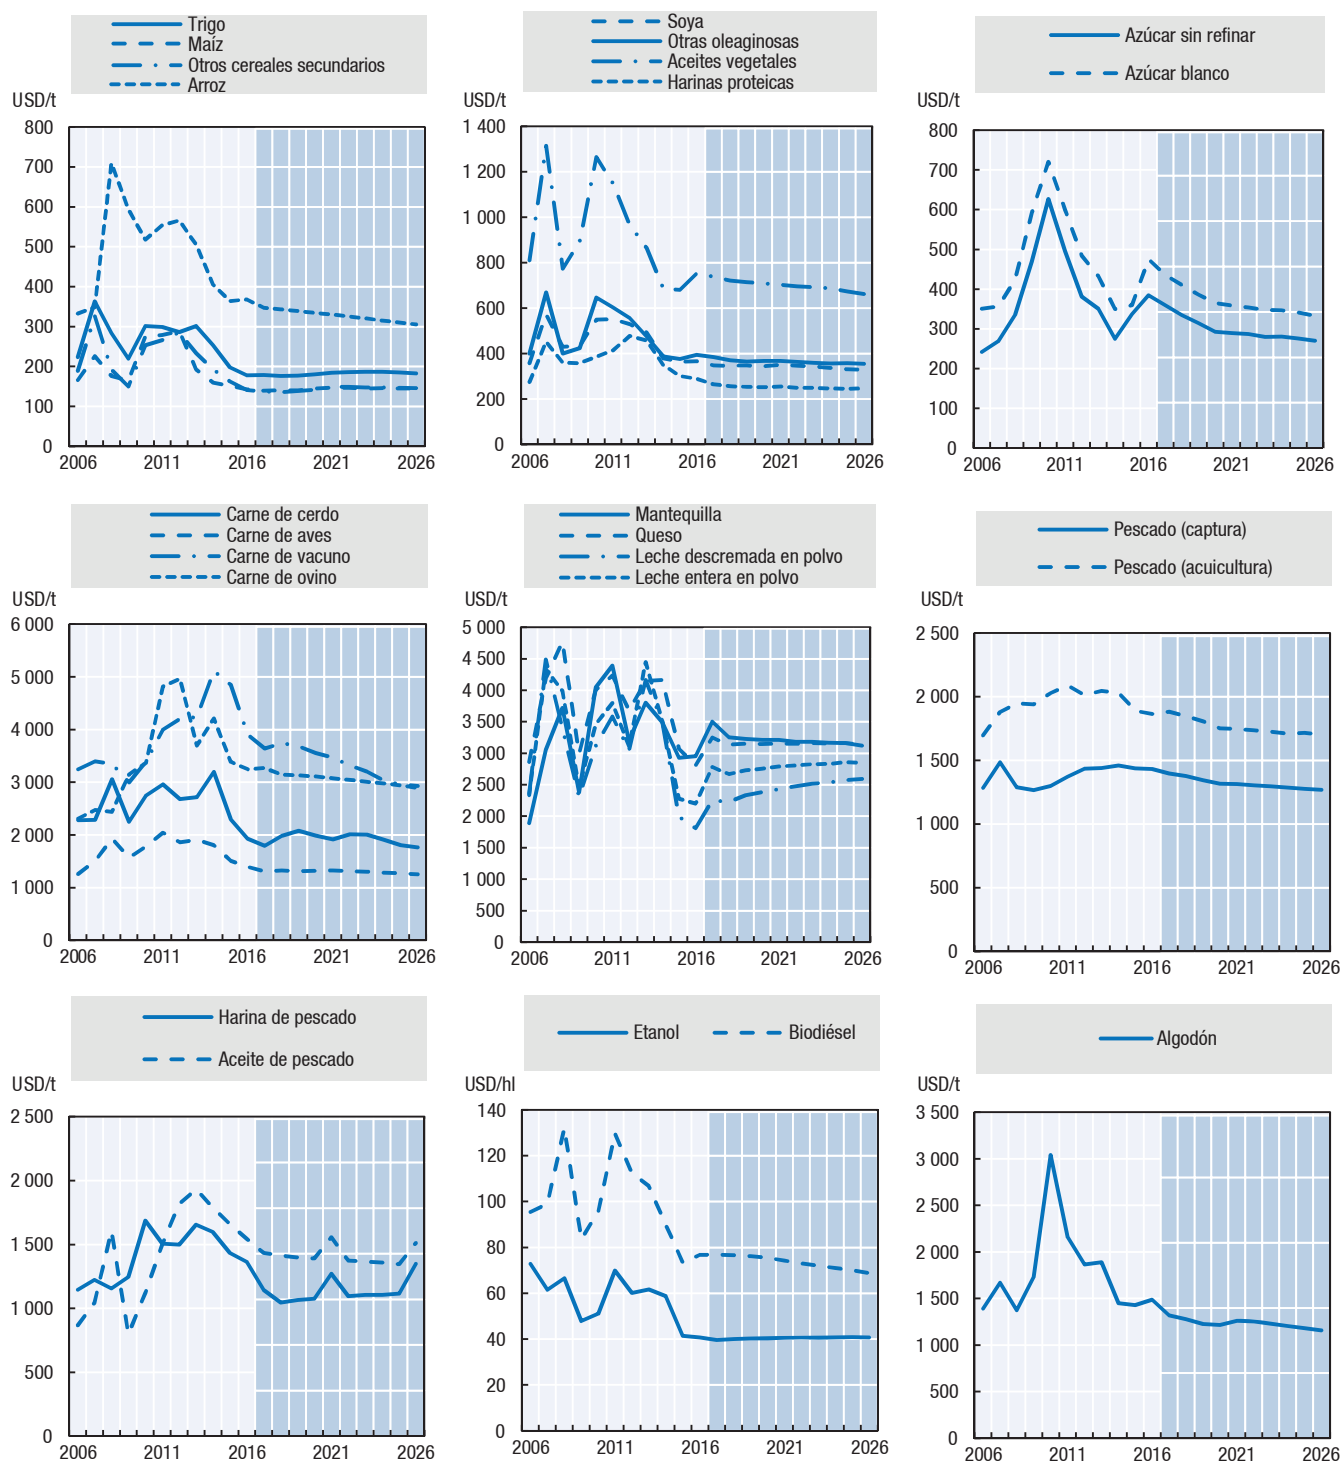 Trigo
Maíz
Otros cereales secundarios
Arroz
USD/t
800
700
600
500
400
300
200
100
0
2006 2011 2016 2021 2026
Soya
Otras oleaginosas
Aceites vegetales
Harinas proteicas
USD/t
1 400
1 200
1 000
800
600
400
200
0
2006 2011 2016 2021 2026
Azúcar sin refinar
Azúcar blanco
USD/t
800
700
600
500
400
300
200
100
0
2006 2011 2016 2021 2026
Carne de cerdo
Carne de aves
Carne de vacuno
Carne de ovino
USD/t
6 000
5 000
4 000
3 000
2 000
1 000
0
2006 2011 2016 2021 2026
Mantequilla
Queso
Leche descremada en polvo
Leche entera en polvo
USD/t
5 000
4 500
4 000
3 500
3 000
2 500
2 000
1 500
1 000
500
0
2006 2011 2016 2021 2026
Pescado (captura)
Pescado (acuicultura)
USD/t
2 500
2 000
1 500
1 000
500
0
2006 2011 2016 2021 2026
Harina de pescado
Aceite de pescado
USD/t
2 500
2 000
1 500
1 000
500
0
2006 2011 2016 2021 2026
Etanol Biodiésel
USD/hl
140
120
100
80
60
40
20
0
2006 2011 2016 2021 2026
Algodón
USD/t
3 500
3 000
2 500
2 000
1 500
1 000
500
0
2006 2011 2016 2021 2026